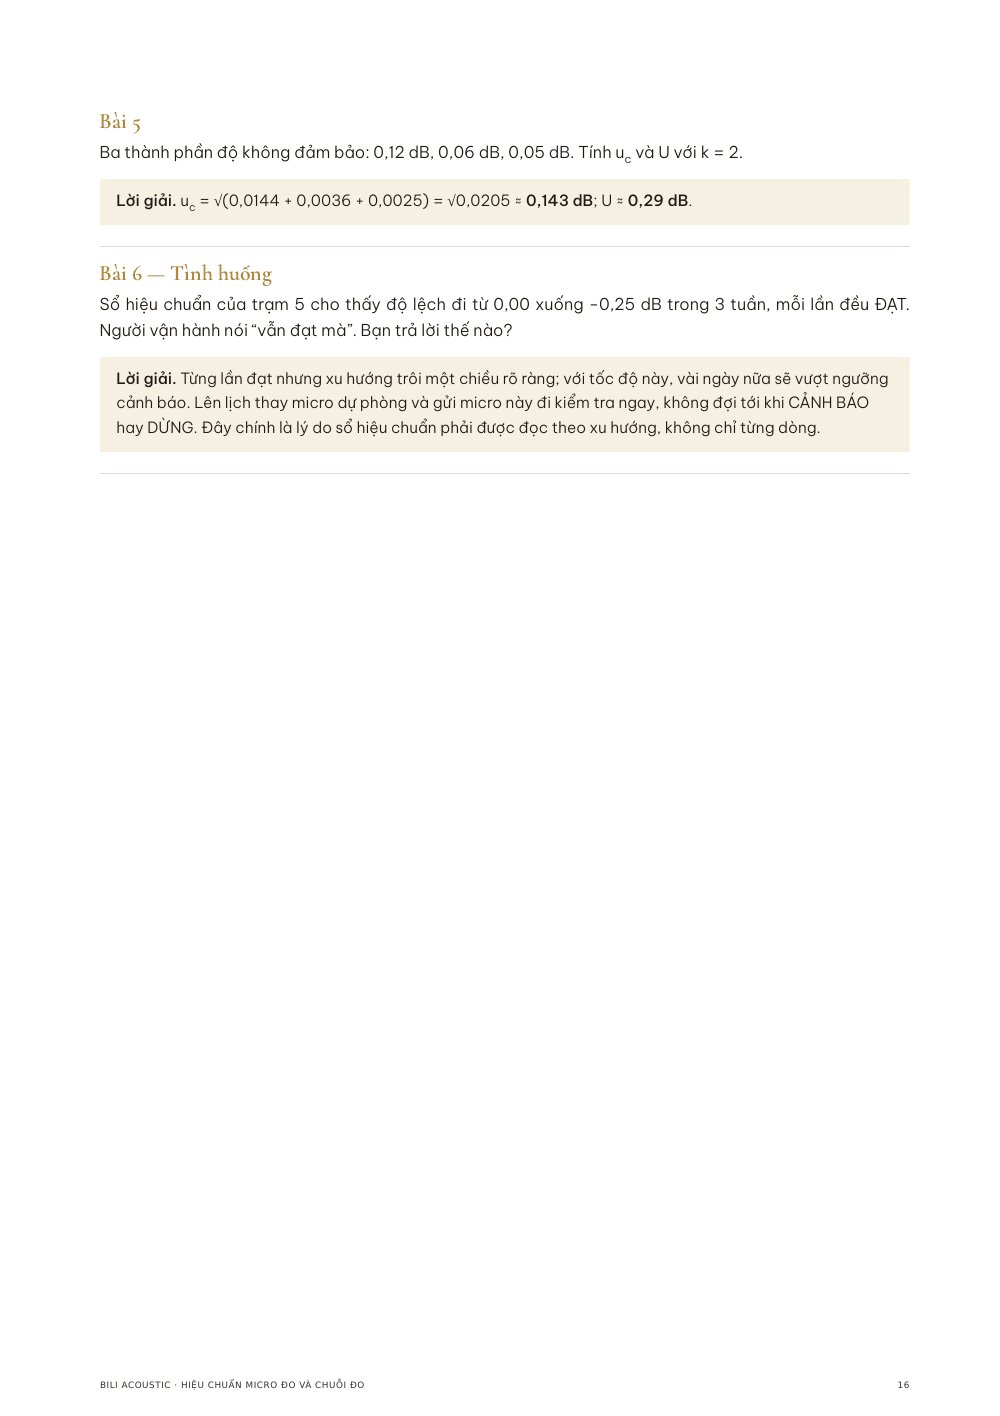 Bài 5
Ba thành phần độ không đảm bảo: 0,12 dB, 0,06 dB, 0,05 dB. Tính u_c và U với k = 2.
Lời giải. u_c = √(0,0144 + 0,0036 + 0,0025) = √0,0205 ≈ 0,143 dB; U ≈ 0,29 dB.
Bài 6 — Tình huống
Sổ hiệu chuẩn của trạm 5 cho thấy độ lệch đi từ 0,00 xuống −0,25 dB trong 3 tuần, mỗi lần đều ĐẠT.
Người vận hành nói “vẫn đạt mà”. Bạn trả lời thế nào?
Lời giải. Từng lần đạt nhưng xu hướng trôi một chiều rõ ràng; với tốc độ này, vài ngày nữa sẽ vượt ngưỡng
cảnh báo. Lên lịch thay micro dự phòng và gửi micro này đi kiểm tra ngay, không đợi tới khi CẢNH BÁO
hay DỪNG. Đây chính là lý do sổ hiệu chuẩn phải được đọc theo xu hướng, không chỉ từng dòng.
BILI ACOUSTIC · HIỆU CHUẨN MICRO ĐO VÀ CHUỖI ĐO
16